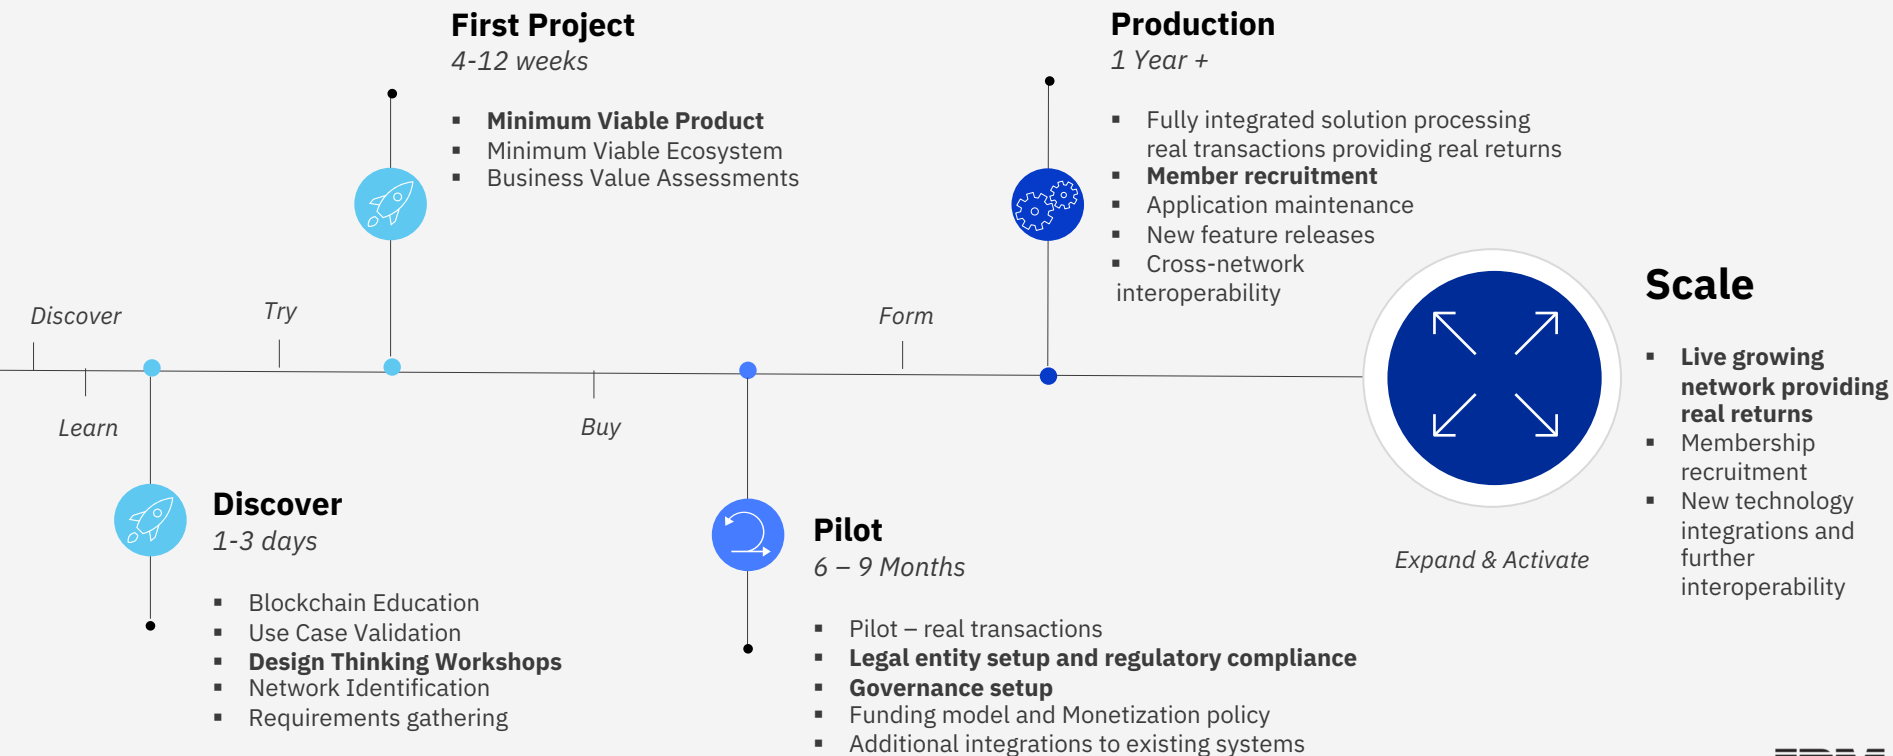 First Project
4-12 weeks
▪ Minimum Viable Product
▪ Minimum Viable Ecosystem
▪ Business Value Assessments
Production
1 Year +
▪ Fully integrated solution processing
real transactions providing real returns
▪ Member recruitment
▪ Application maintenance
▪ New feature releases
▪ Cross-network
interoperability
Discover
Try
Form
Learn
Buy
Scale
▪ Live growing
network providing
real returns
▪ Membership
recruitment
▪ New technology
integrations and
further
interoperability
Expand & Activate
Discover
1-3 days
▪ Blockchain Education
▪ Use Case Validation
▪ Design Thinking Workshops
▪ Network Identification
▪ Requirements gathering
Pilot
6 – 9 Months
▪ Pilot – real transactions
▪ Legal entity setup and regulatory compliance
▪ Governance setup
▪ Funding model and Monetization policy
▪ Additional integrations to existing systems